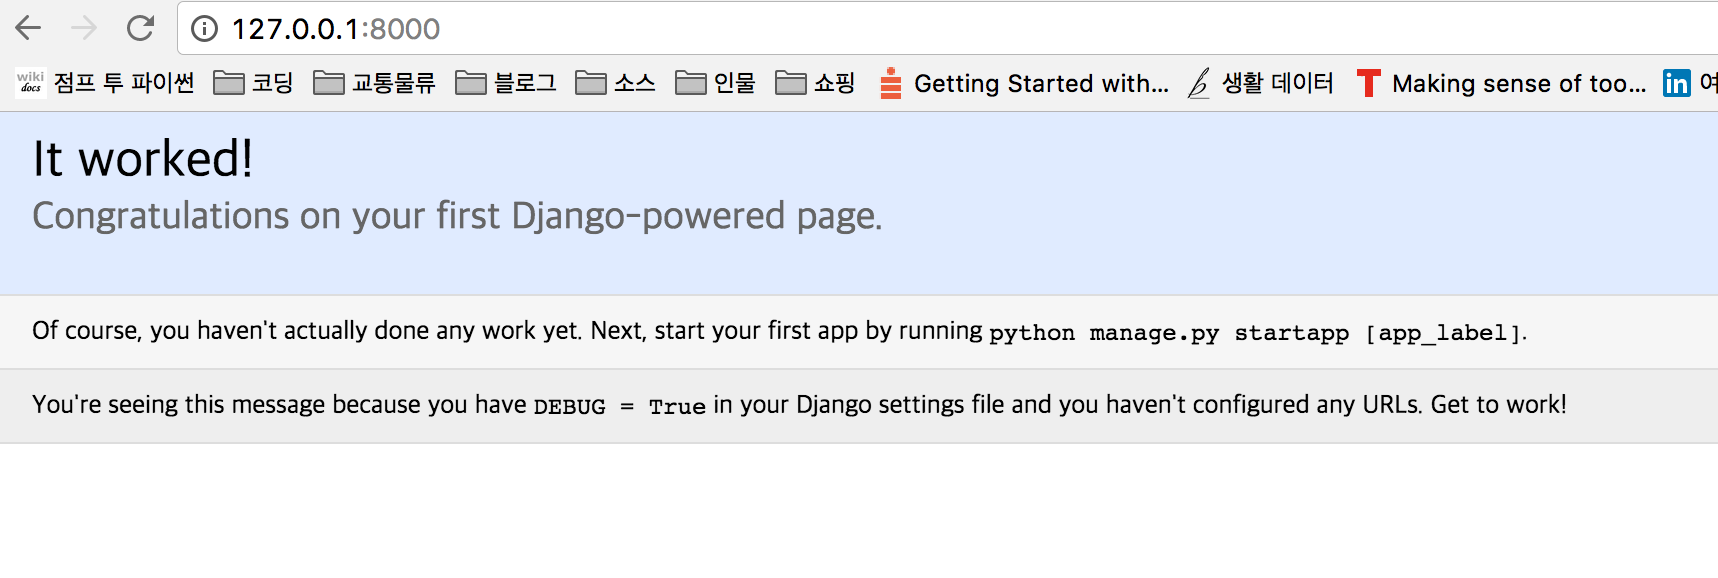 127.0.0.1:8000
wiki docs 점프 투 파이썬 코딩 교통물류 블로그 소스 인물 쇼핑 Getting Started with... 생활 데이터 Making sense of too... in 여
It worked!
Congratulations on your first Django-powered page.
Of course, you haven't actually done any work yet. Next, start your first app by running python manage.py startapp [app_label].
You're seeing this message because you have DEBUG = True in your Django settings file and you haven't configured any URLs. Get to work!